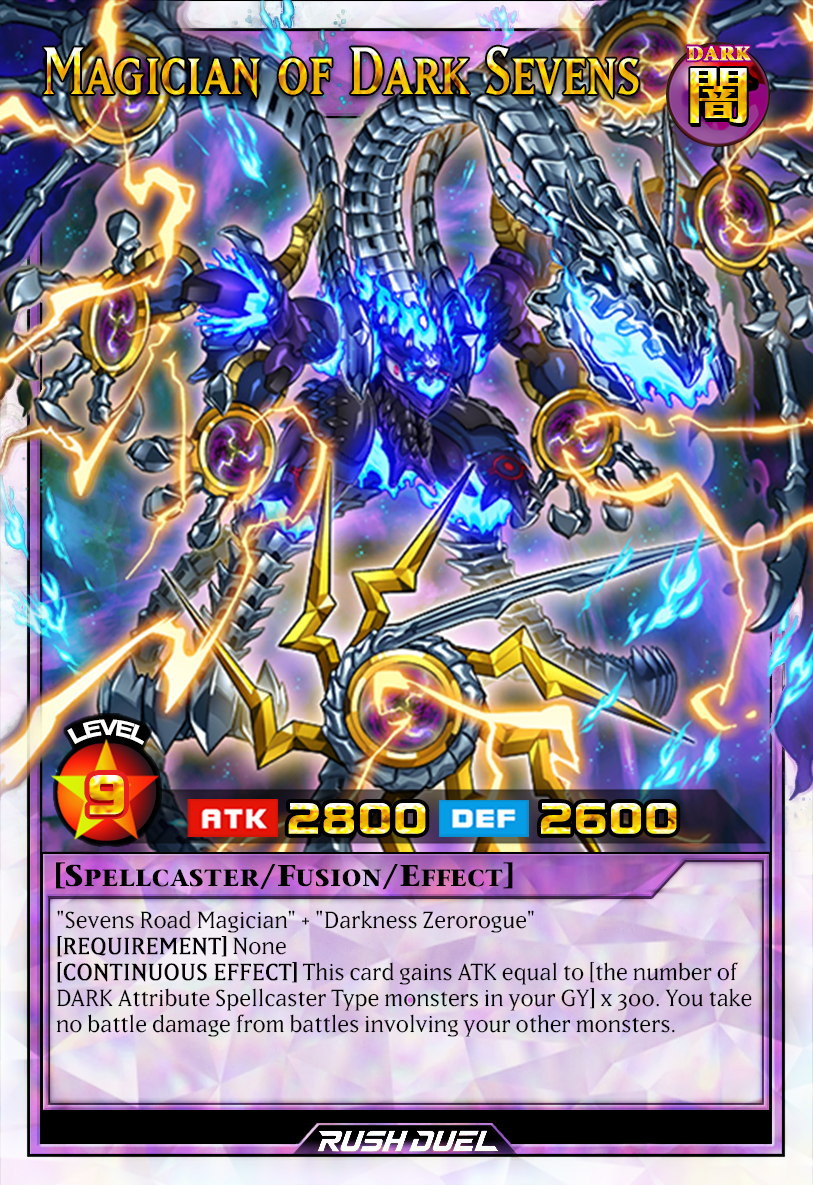 Magician of Dark Sevens
DARK
闇
LEVEL
9
ATK 2800 DEF 2600
[Spellcaster/Fusion/Effect]
"Sevens Road Magician" + "Darkness Zerorogue"
[REQUIREMENT] None
[CONTINUOUS EFFECT] This card gains ATK equal to [the number of
DARK Attribute Spellcaster Type monsters in your GY] x 300. You take
no battle damage from battles involving your other monsters.
RUSH DUEL